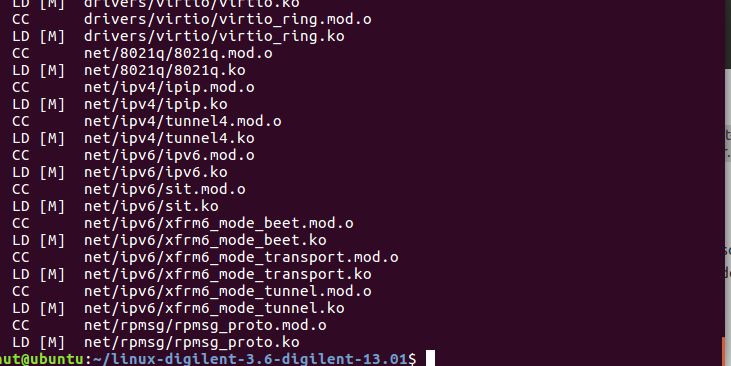 LD [M] drivers/virtio/virtio.ko
CC drivers/virtio/virtio_ring.mod.o
LD [M] drivers/virtio/virtio_ring.ko
CC net/8021q/8021q.mod.o
LD [M] net/8021q/8021q.ko
CC net/ipv4/ipip.mod.o
LD [M] net/ipv4/ipip.ko
CC net/ipv4/tunnel4.mod.o
LD [M] net/ipv4/tunnel4.ko
CC net/ipv6/ipv6.mod.o
LD [M] net/ipv6/ipv6.ko
CC net/ipv6/sit.mod.o
LD [M] net/ipv6/sit.ko
CC net/ipv6/xfrm6_mode_beet.mod.o
LD [M] net/ipv6/xfrm6_mode_beet.ko
CC net/ipv6/xfrm6_mode_transport.mod.o
LD [M] net/ipv6/xfrm6_mode_transport.ko
CC net/ipv6/xfrm6_mode_tunnel.mod.o
LD [M] net/ipv6/xfrm6_mode_tunnel.ko
CC net/rpmsg/rpmsg_proto.mod.o
LD [M] net/rpmsg/rpmsg_proto.ko
ut@ubuntu:~/linux-digilent-3.6-digilent-13.01$